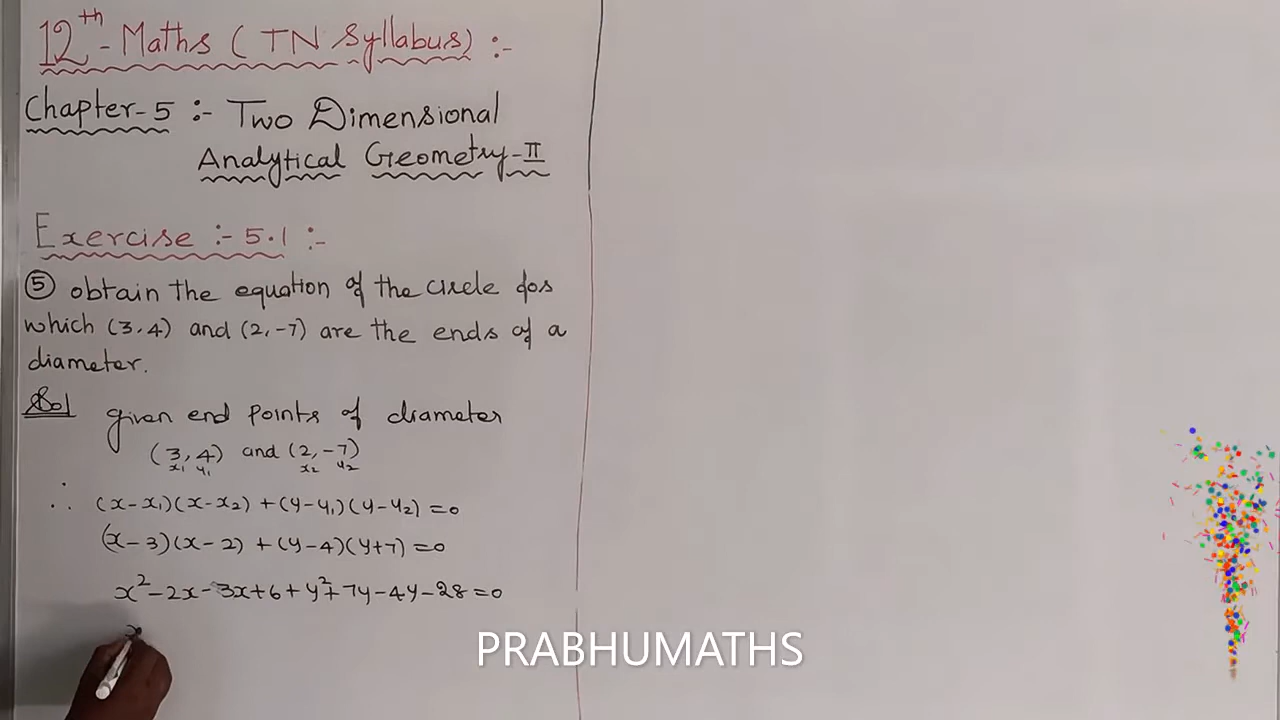 12th - Maths (TN Syllabus) :-
Chapter-5 :- Two Dimensional
Analytical Geometry-II
Exercise :- 5.1 :-
⑤ obtain the equation of the circle for
which (3,4) and (2,-7) are the ends of a
diameter.
Sol
given end points of diameter
(3,4) and (2,-7)
x₁ y₁ x₂ y₂
∴ (x-x₁)(x-x₂) + (y-y₁)(y-y₂) = 0
(x-3)(x-2) + (y-4)(y+7) = 0
x²-2x-3x+6+y²+7y-4y-28=0
PRABHUMATHS